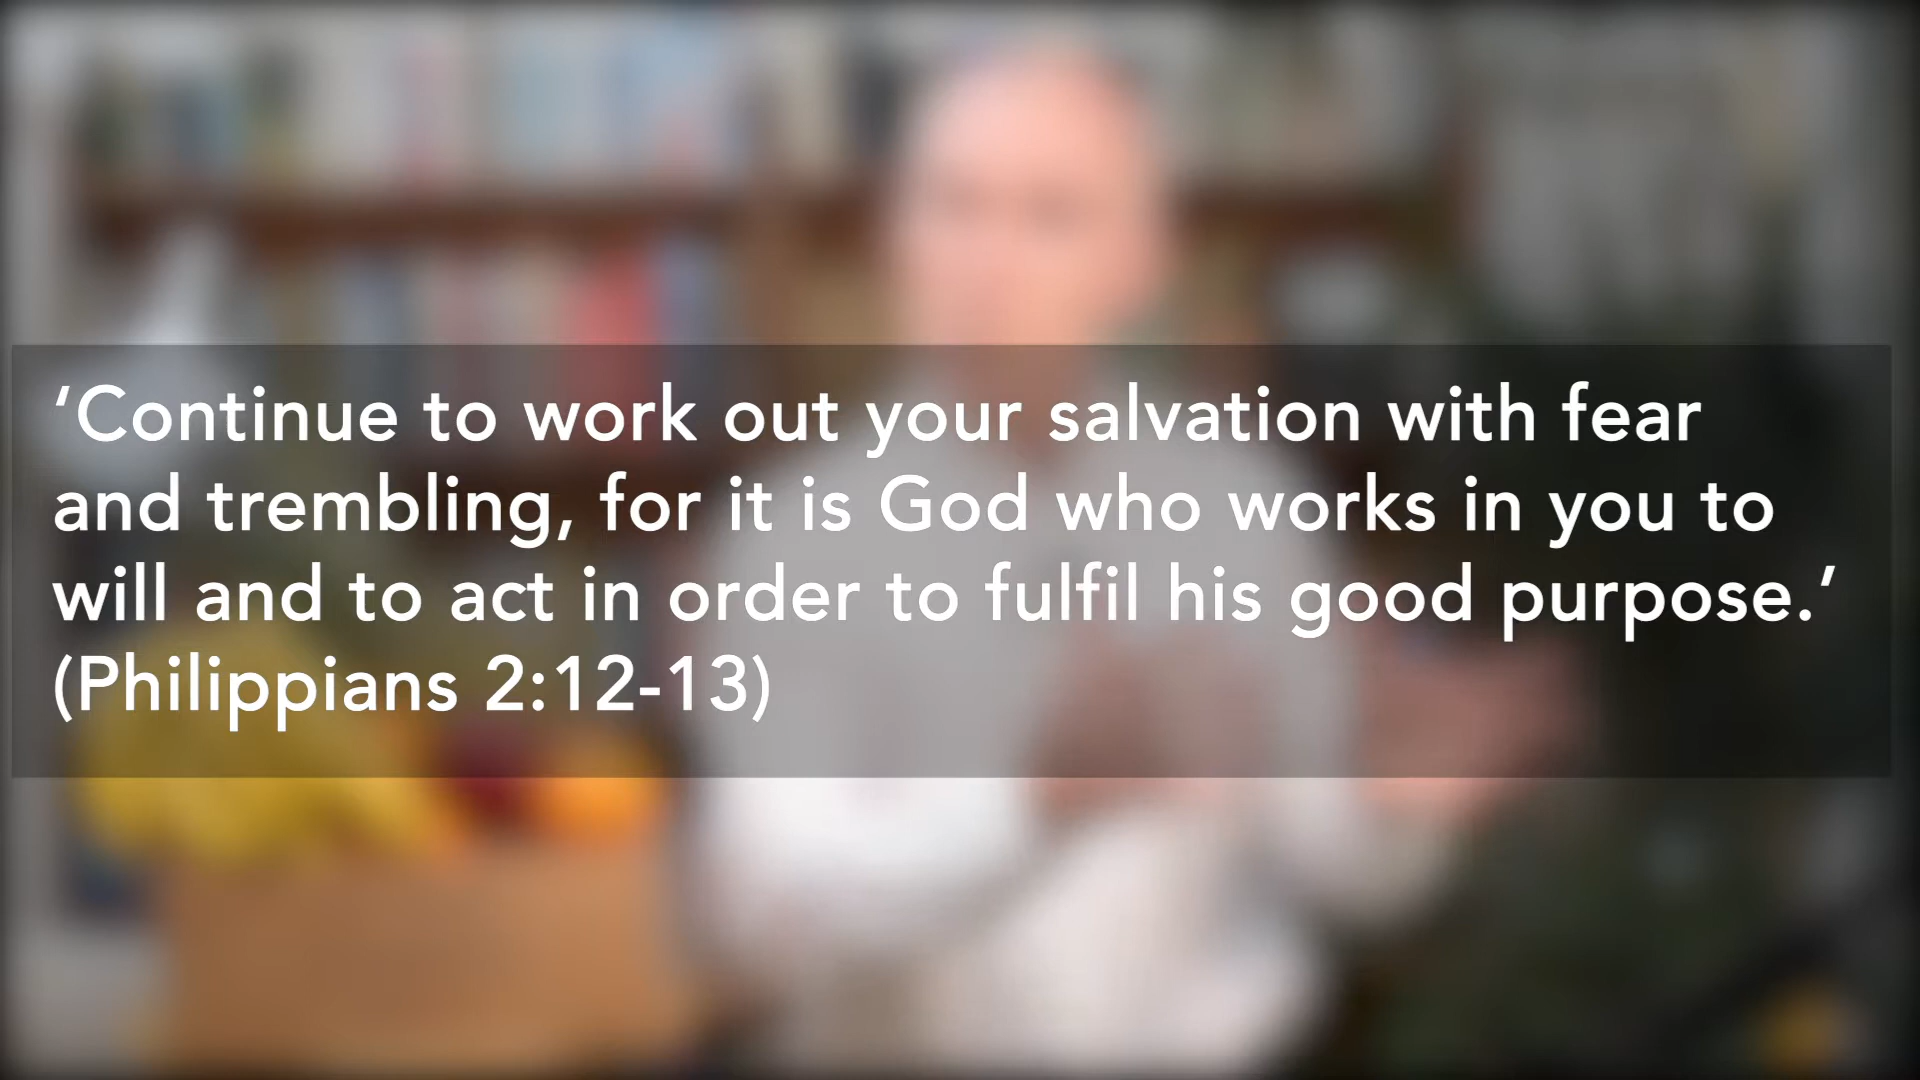 ‘Continue to work out your salvation with fear
and trembling, for it is God who works in you to
will and to act in order to fulfil his good purpose.’
(Philippians 2:12-13)